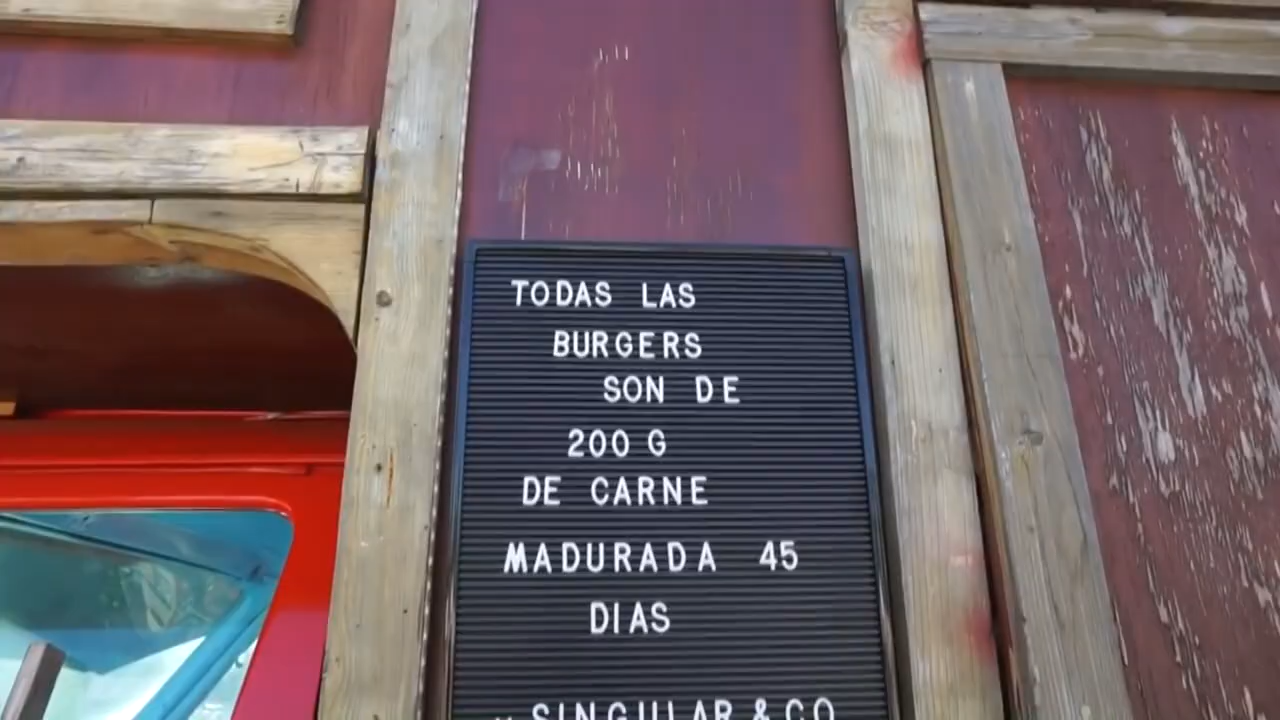 TODAS LAS
BURGERS
SON DE
200 G
DE CARNE
MADURADA 45
DIAS
SINGULAR & CO